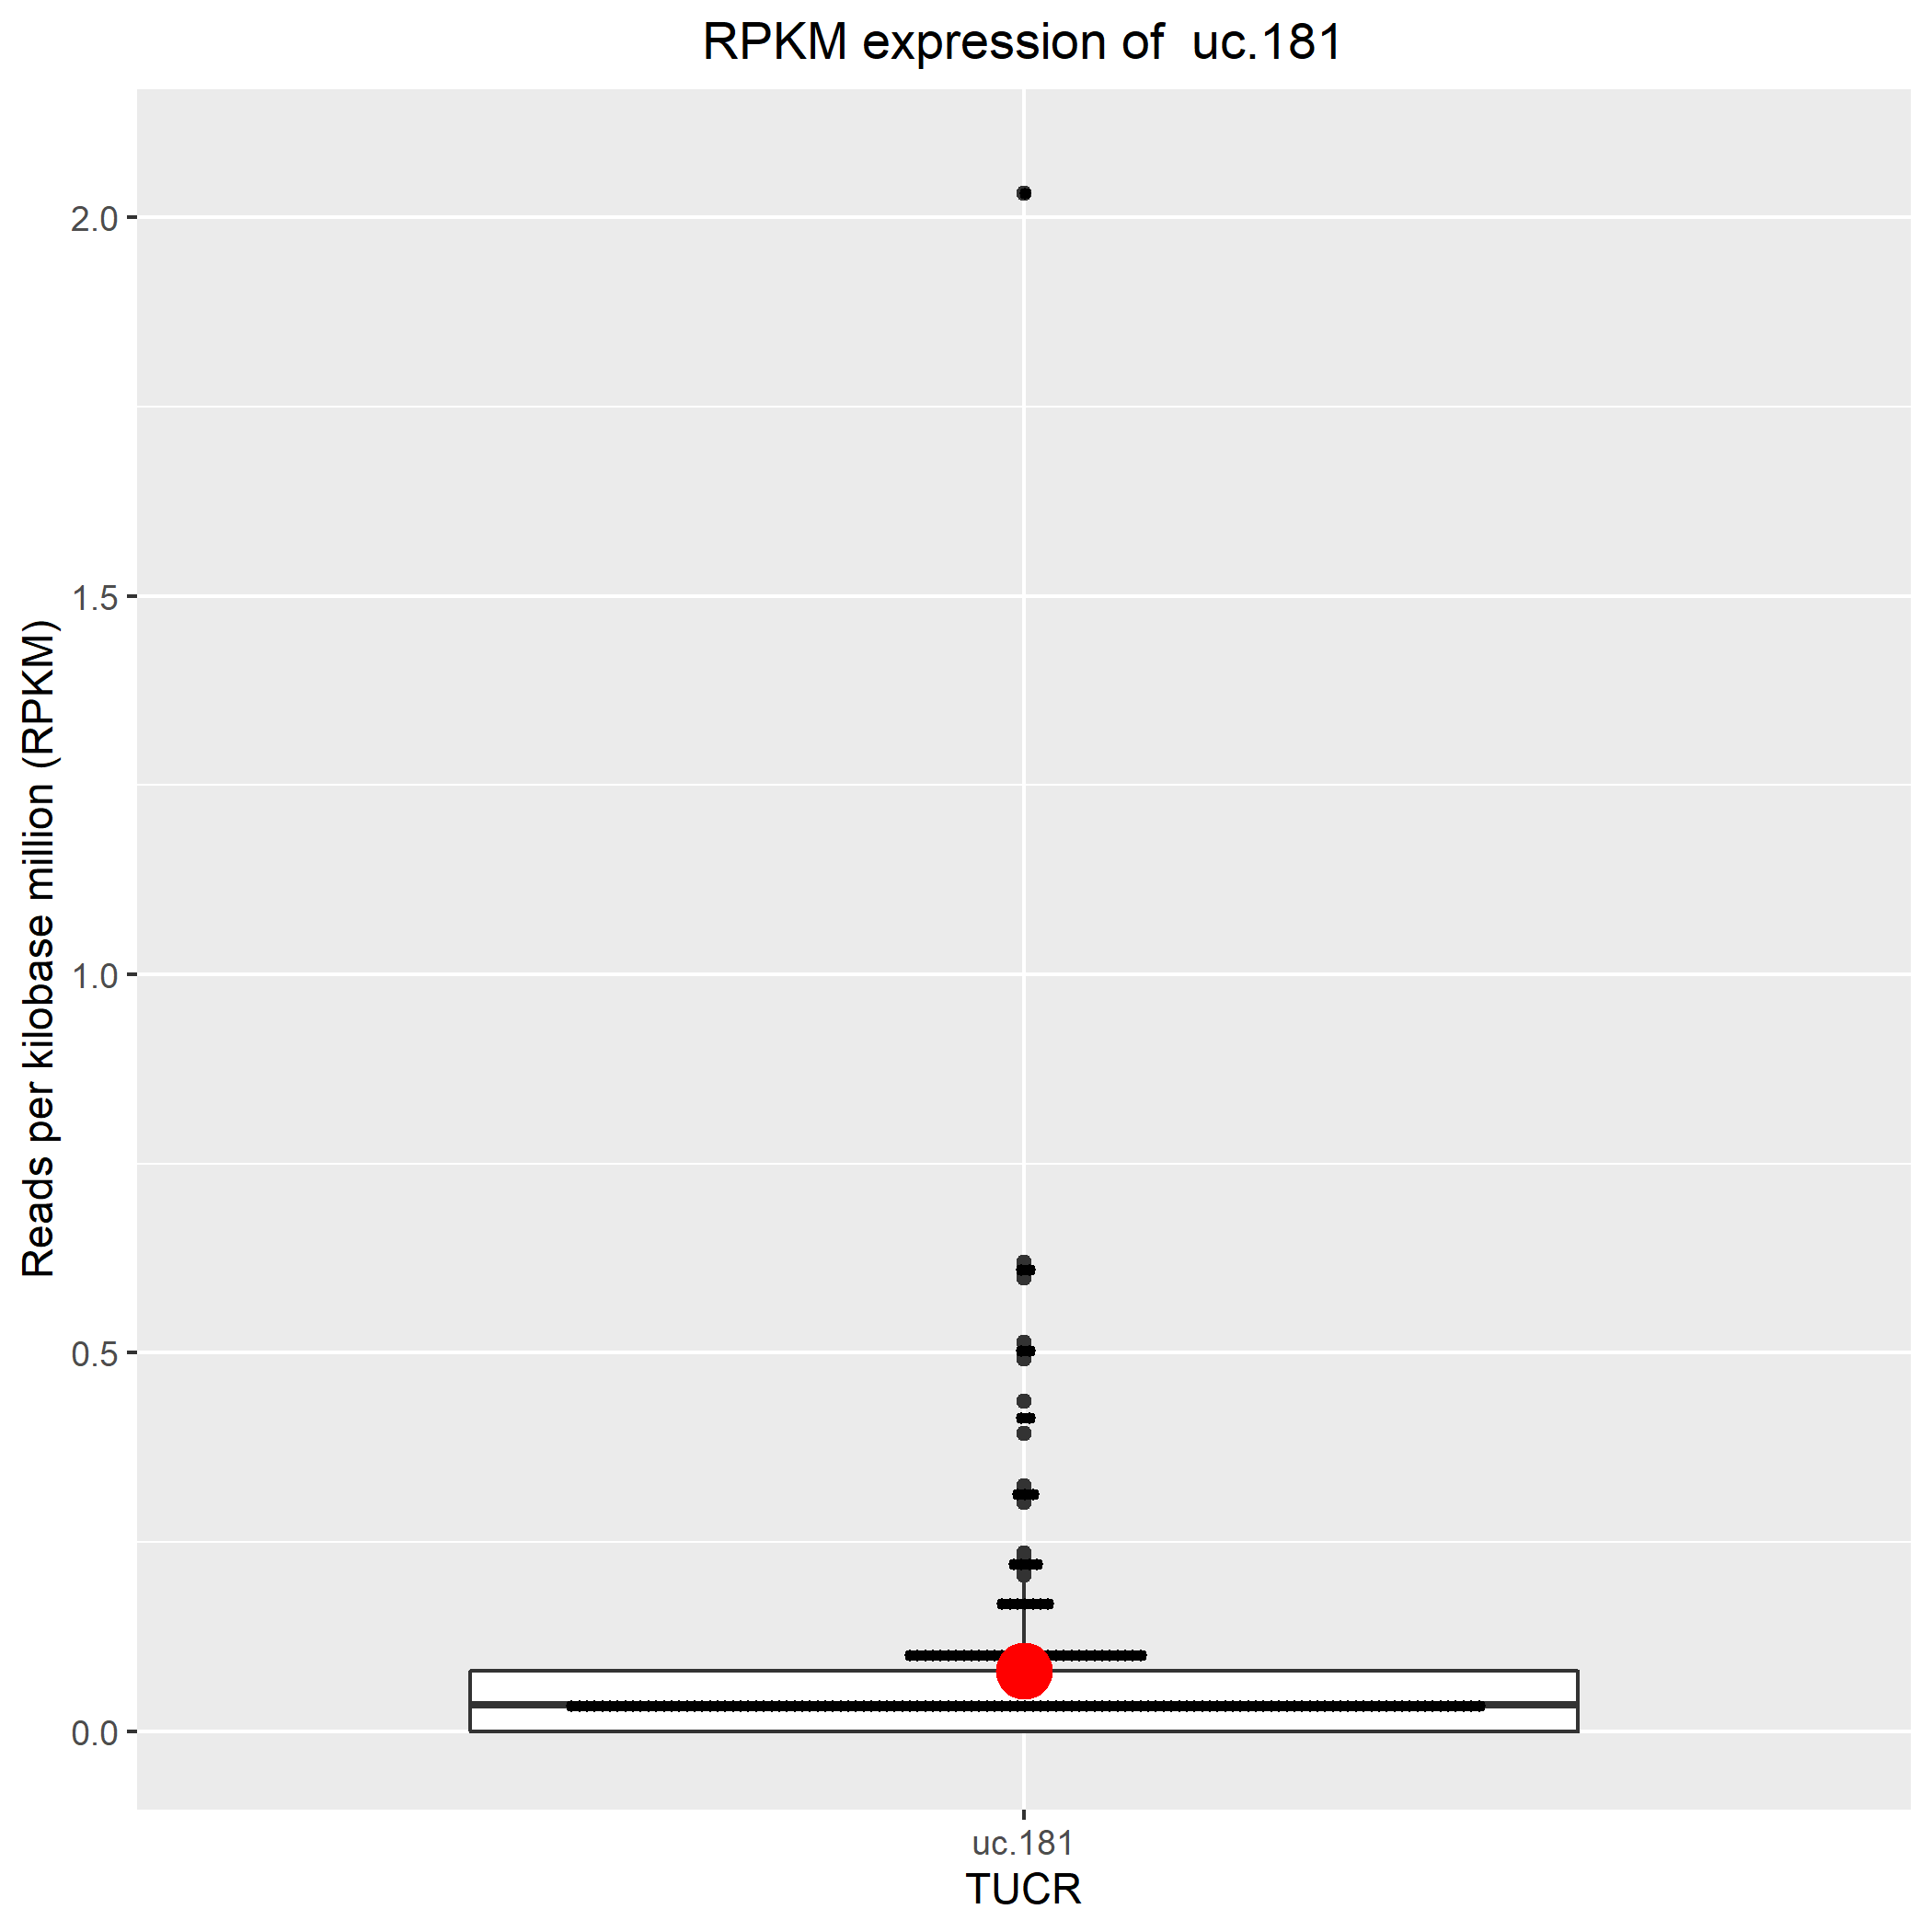 RPKM expression of  uc.181
Reads per kilobase million (RPKM)
2.0
1.5
1.0
0.5
0.0
uc.181
TUCR